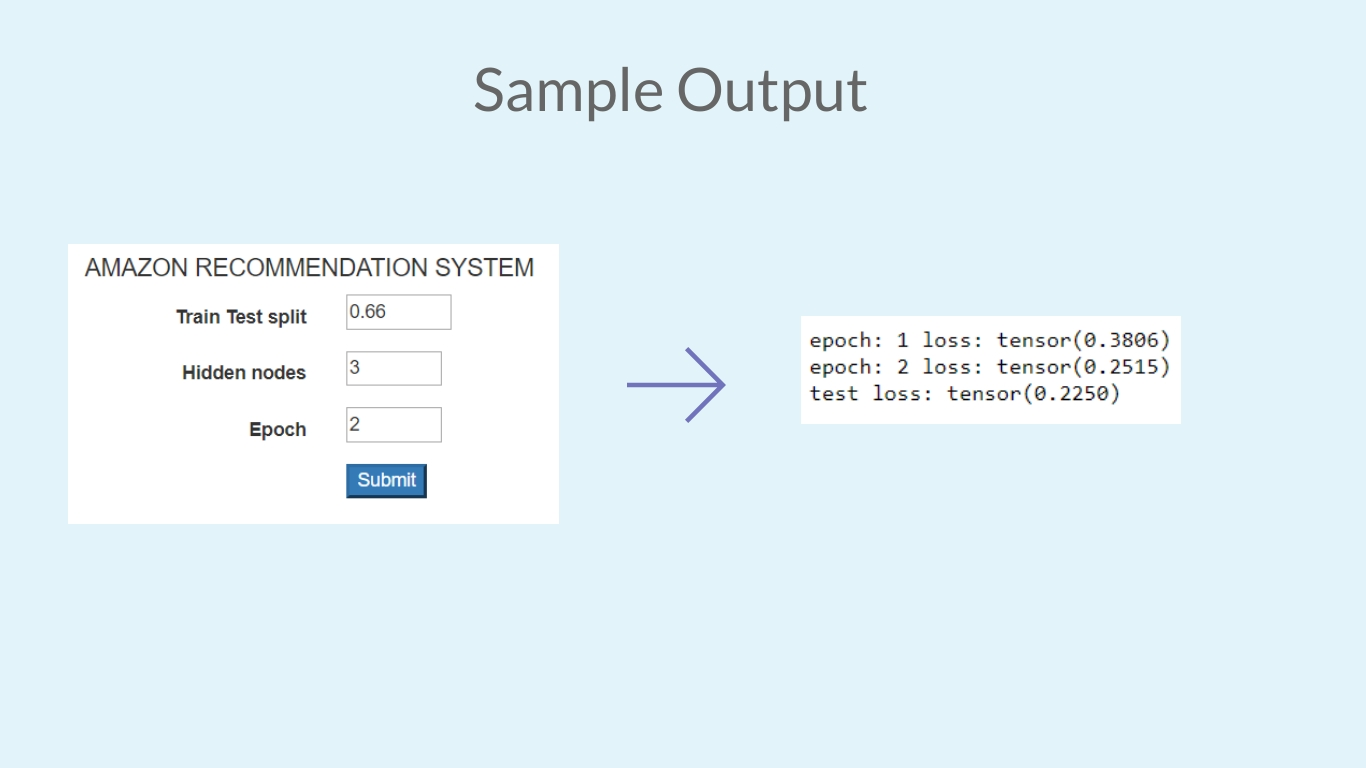 Sample Output
AMAZON RECOMMENDATION SYSTEM
Train Test split 0.66
Hidden nodes 3
Epoch 2
Submit
epoch: 1 loss: tensor(0.3806)
epoch: 2 loss: tensor(0.2515)
test loss: tensor(0.2250)